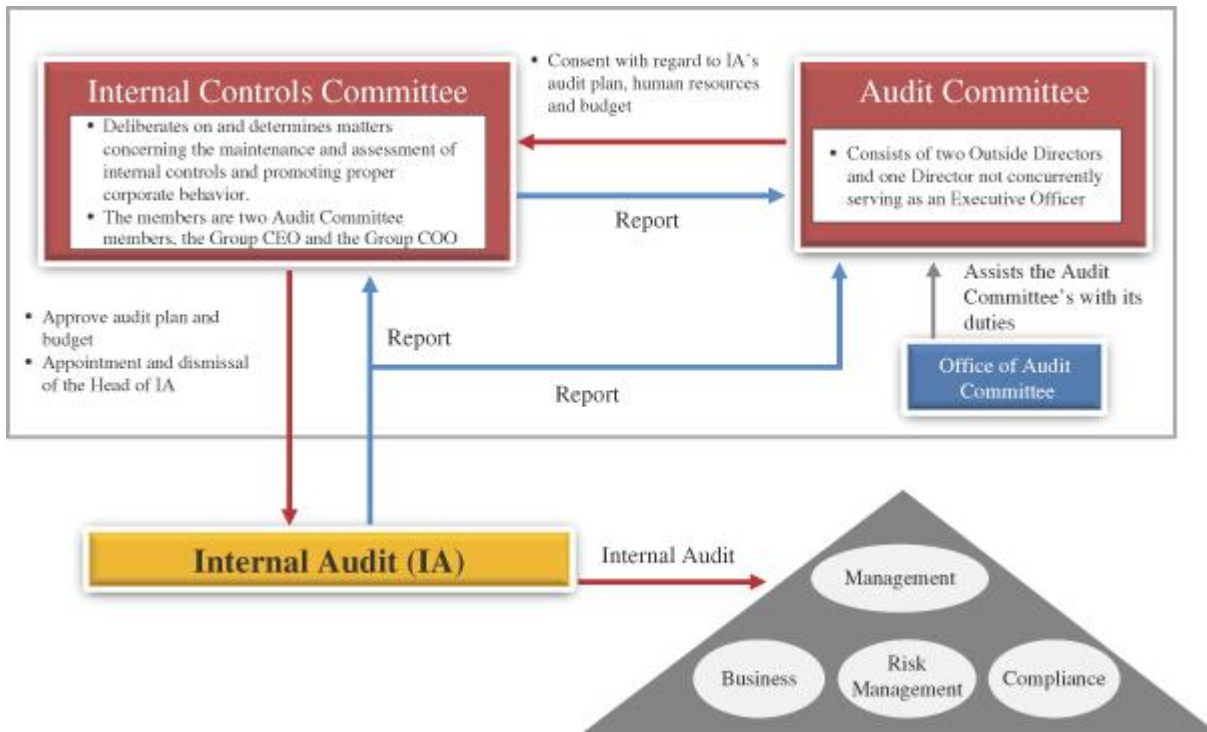 Internal Controls Committee
• Deliberates on and determines matters
concerning the maintenance and assessment of
internal controls and promoting proper
corporate behavior.
• The members are two Audit Committee
members, the Group CEO and the Group COO
• Consent with regard to IA's
audit plan, human resources
and budget
Report
Audit Committee
• Consists of two Outside Directors
and one Director not concurrently
serving as an Executive Officer
Assists the Audit
Committee's with its
duties
Office of Audit
Committee
• Approve audit plan and
budget
• Appointment and dismissal
of the Head of IA
Report
Report
Internal Audit (IA)
Internal Audit
Management
Business
Risk
Management
Compliance